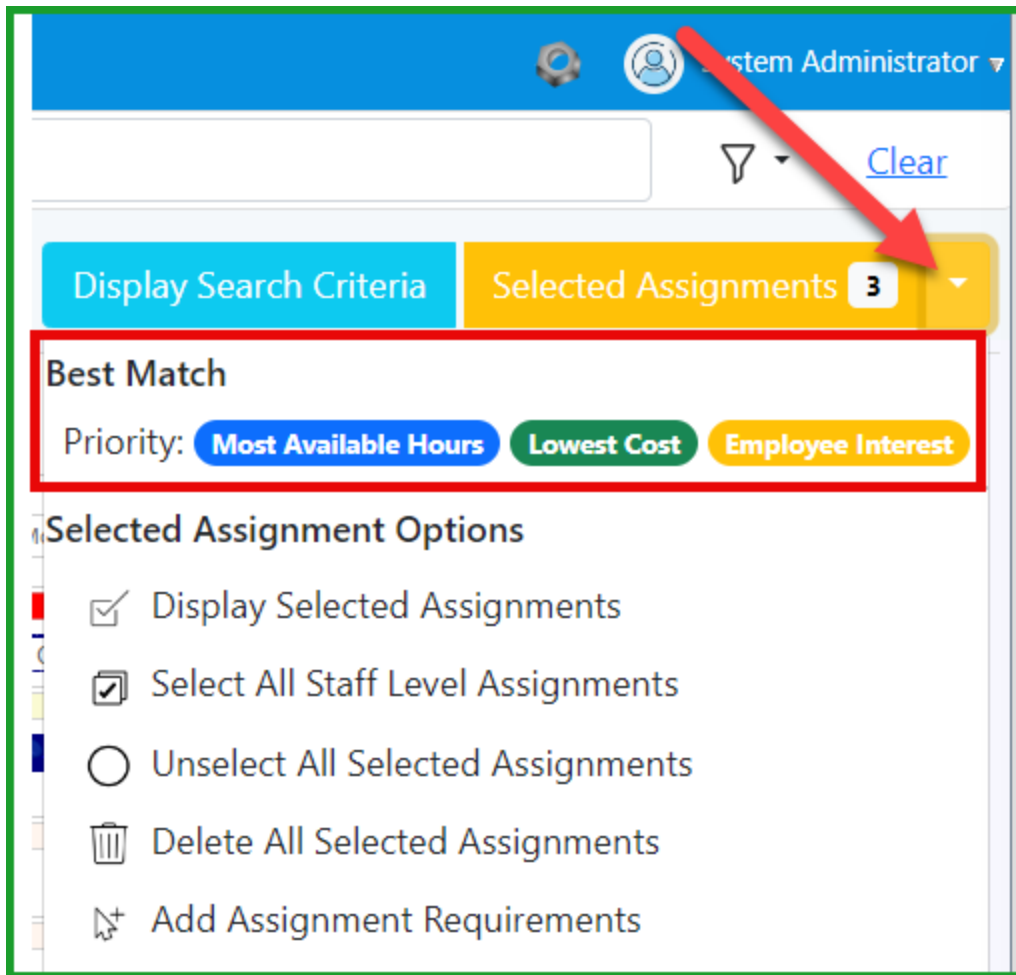 System Administrator
Clear
Display Search Criteria
Selected Assignments 3
Best Match
Priority: Most Available Hours Lowest Cost Employee Interest
Selected Assignment Options
Display Selected Assignments
Select All Staff Level Assignments
Unselect All Selected Assignments
Delete All Selected Assignments
Add Assignment Requirements